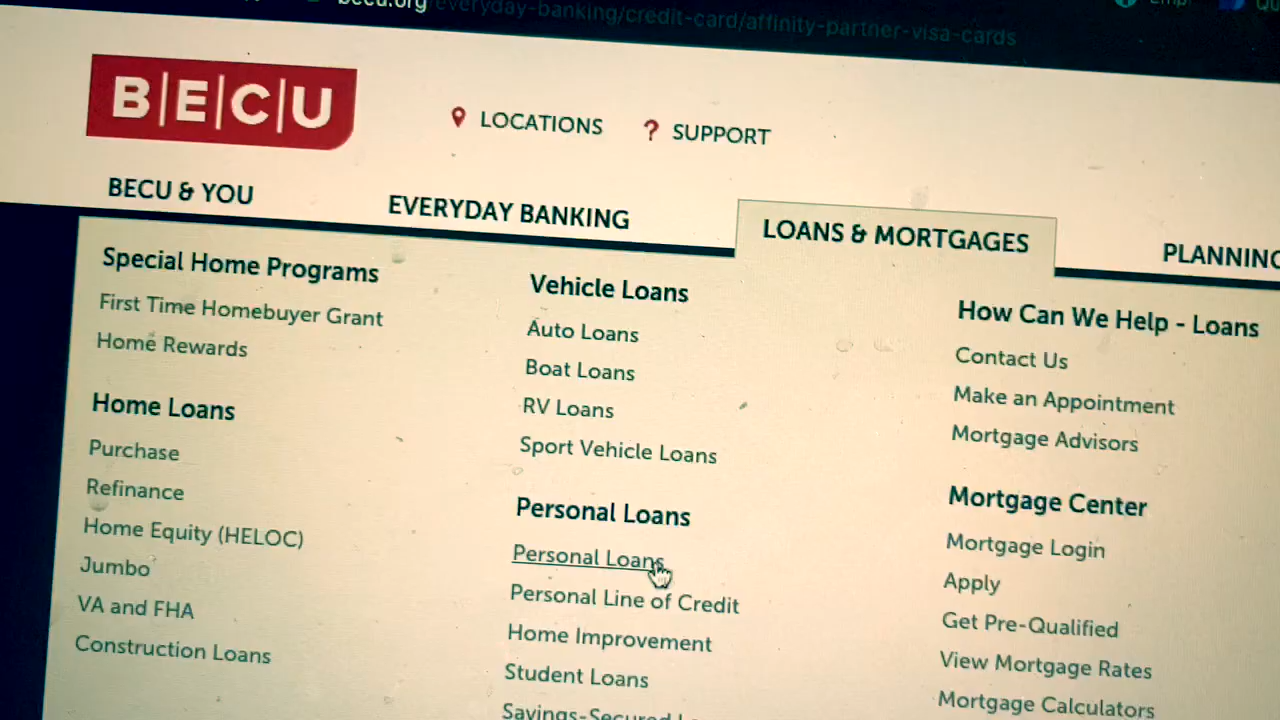 becu.org/everyday-banking/credit-card/affinity-partner-visa-cards
B|E|C|U
LOCATIONS
? SUPPORT
BECU & YOU
EVERYDAY BANKING
LOANS & MORTGAGES
PLANNING
Special Home Programs
First Time Homebuyer Grant
Home Rewards
Home Loans
Purchase
Refinance
Home Equity (HELOC)
Jumbo
VA and FHA
Construction Loans
Vehicle Loans
Auto Loans
Boat Loans
RV Loans
Sport Vehicle Loans
Personal Loans
Personal Loans
Personal Line of Credit
Home Improvement
Student Loans
Savings-Secured
How Can We Help - Loans
Contact Us
Make an Appointment
Mortgage Advisors
Mortgage Center
Mortgage Login
Apply
Get Pre-Qualified
View Mortgage Rates
Mortgage Calculators